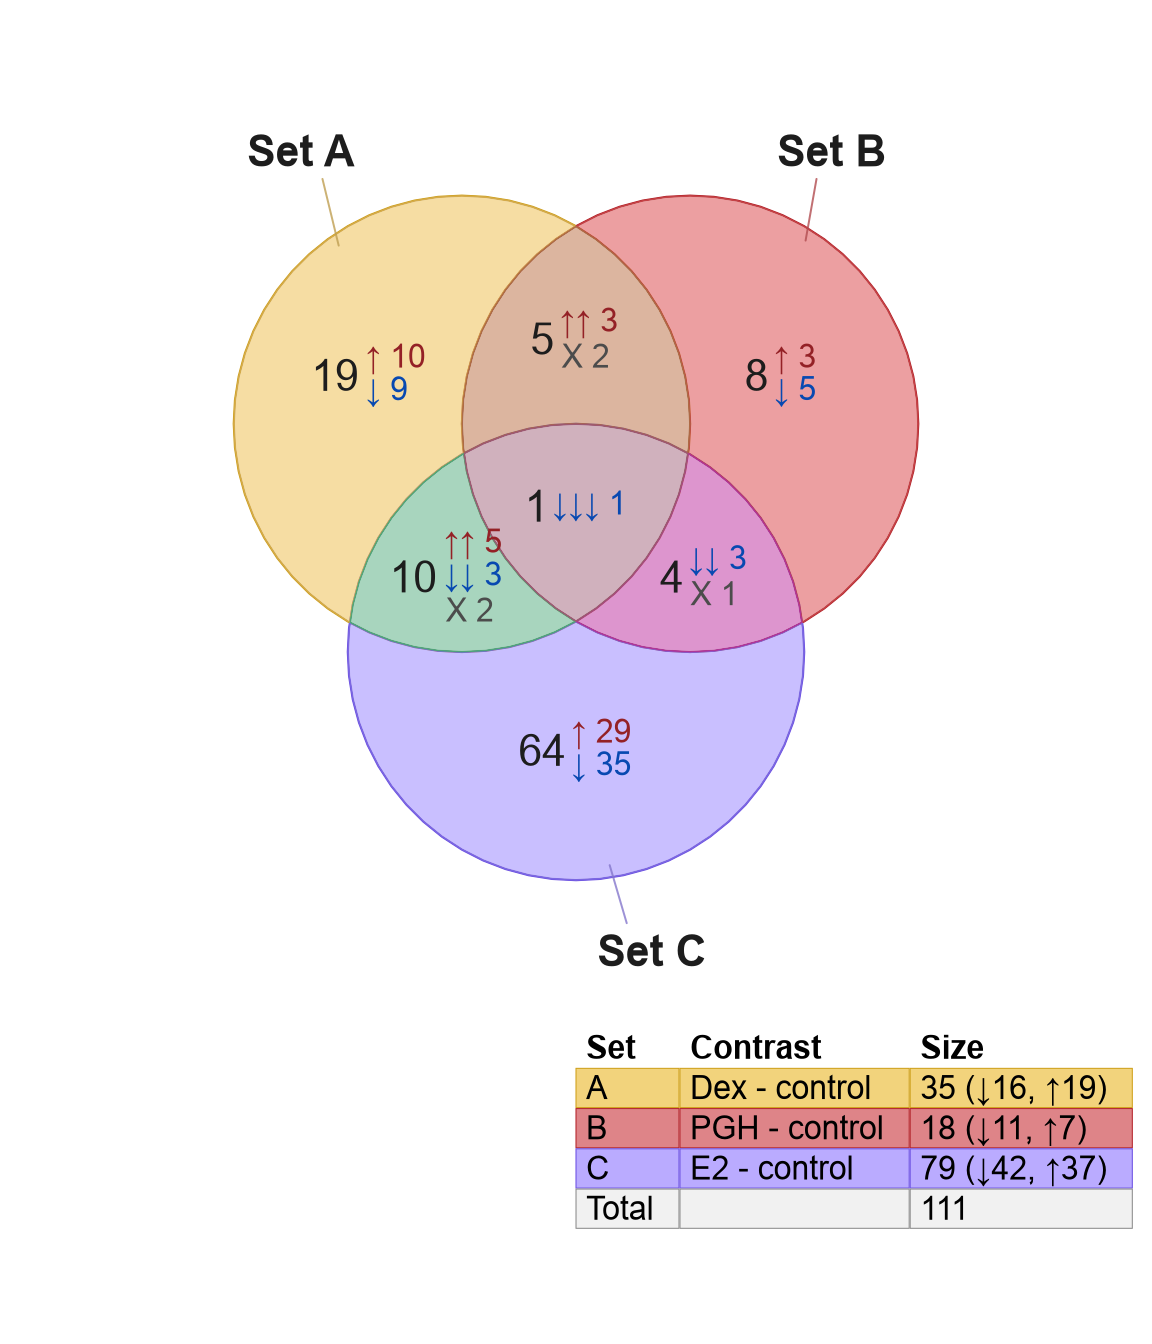 Set A
Set B
19 ↑ 10
↓ 9
5 ↑↑ 3
X 2
8 ↑ 3
↓ 5
1 ↓↓↓ 1
10 ↑↑ 5
↓↓ 3
X 2
4 ↓↓ 3
X 1
64 ↑ 29
↓ 35
Set C
Set Contrast Size
A Dex - control 35 (↓16, ↑19)
B PGH - control 18 (↓11, ↑7)
C E2 - control 79 (↓42, ↑37)
Total 111